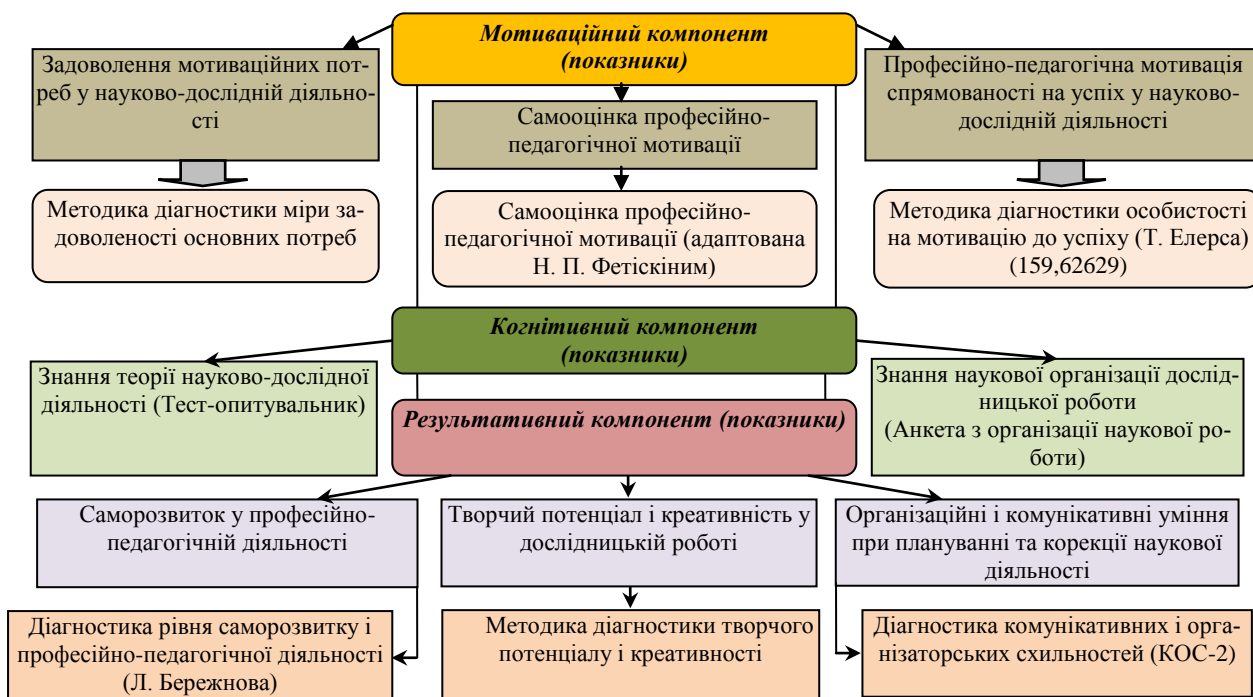 Мотиваційний компонент
(показники)
Задоволення мотиваційних пот-
реб у науково-дослідній діяльно-
сті
Самооцінка професійно-
педагогічної мотивації
Професійно-педагогічна мотивація
спрямованості на успіх у науково-
дослідній діяльності
Методика діагностики міри за-
доволеності основних потреб
Самооцінка професійно-
педагогічної мотивації (адаптована
Н. П. Фетіскіним)
Методика діагностики особистості
на мотивацію до успіху (Т. Елерса)
(159,62629)
Когнітивний компонент
(показники)
Знання теорії науково-дослідної
діяльності (Тест-опитувальник)
Знання наукової організації дослід-
ницької роботи
(Анкета з організації наукової ро-
боти)
Результативний компонент (показники)
Саморозвиток у професійно-
педагогічній діяльності
Творчий потенціал і креативність у
дослідницькій роботі
Організаційні і комунікативні уміння
при плануванні та корекції наукової
діяльності
Діагностика рівня саморозвитку і
професійно-педагогічної діяльності
(Л. Бережнова)
Методика діагностики творчого
потенціалу і креативності
Діагностика комунікативних і орга-
нізаторських схильностей (КОС-2)